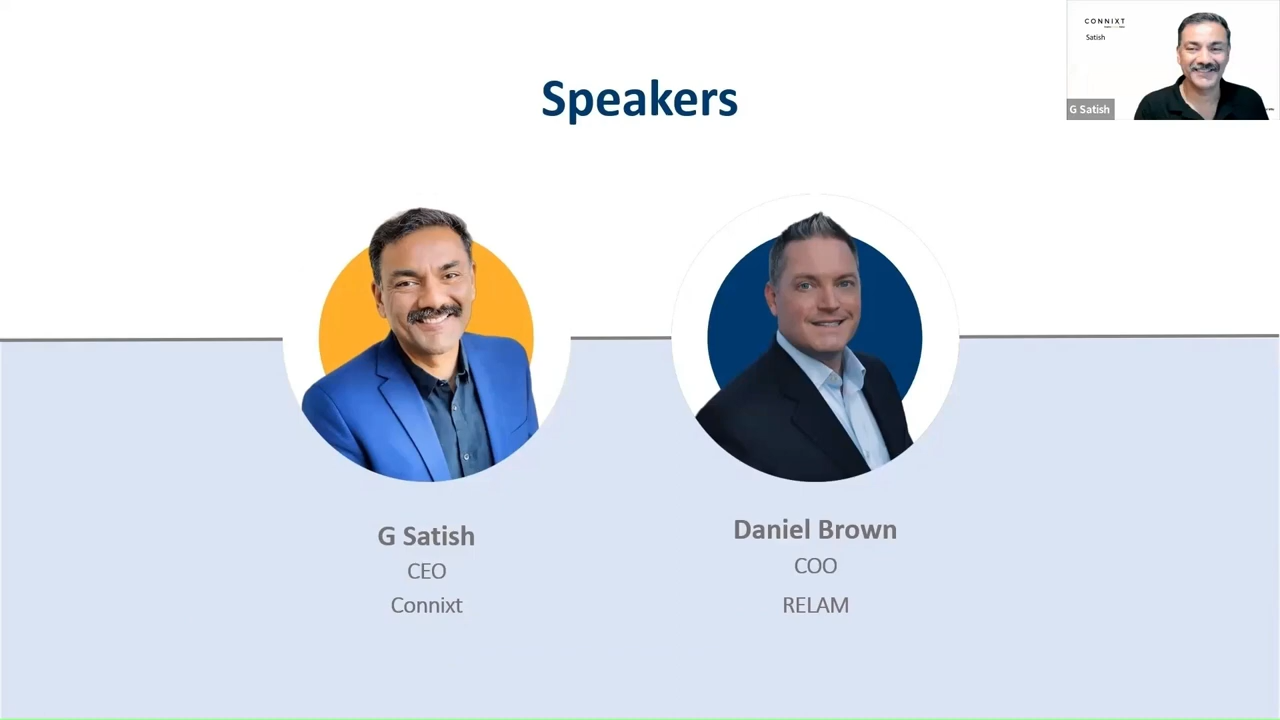 Speakers
CONNIXT
Satish
G Satish
G Satish
CEO
Connixt
Daniel Brown
COO
RELAM